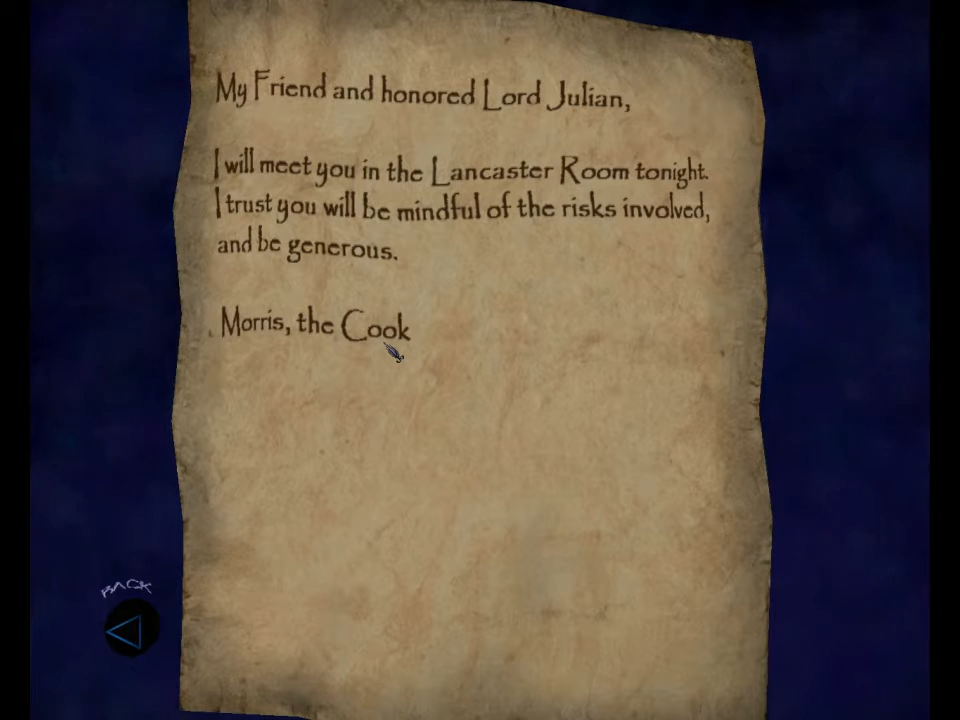 My Friend and honored Lord Julian,
I will meet you in the Lancaster Room tonight.
I trust you will be mindful of the risks involved,
and be generous.
Morris, the Cook
BACK